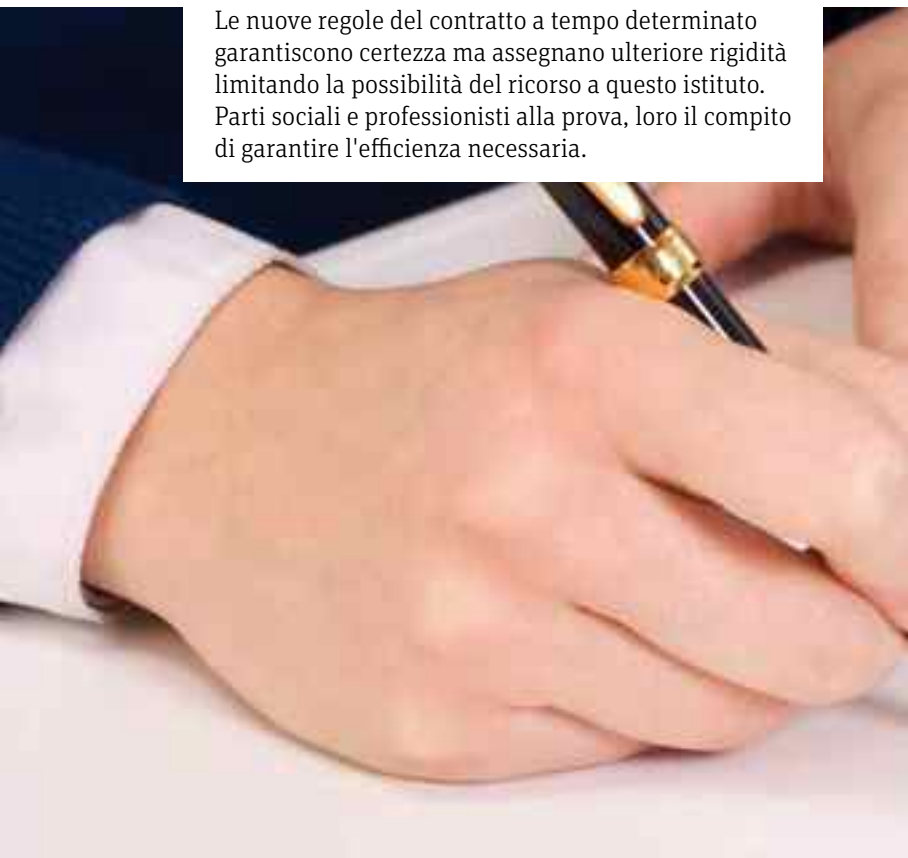 Le nuove regole del contratto a tempo determinato
garantiscono certezza ma assegnano ulteriore rigidità
limitando la possibilità del ricorso a questo istituto.
Parti sociali e professionisti alla prova, loro il compito
di garantire l'efficienza necessaria.